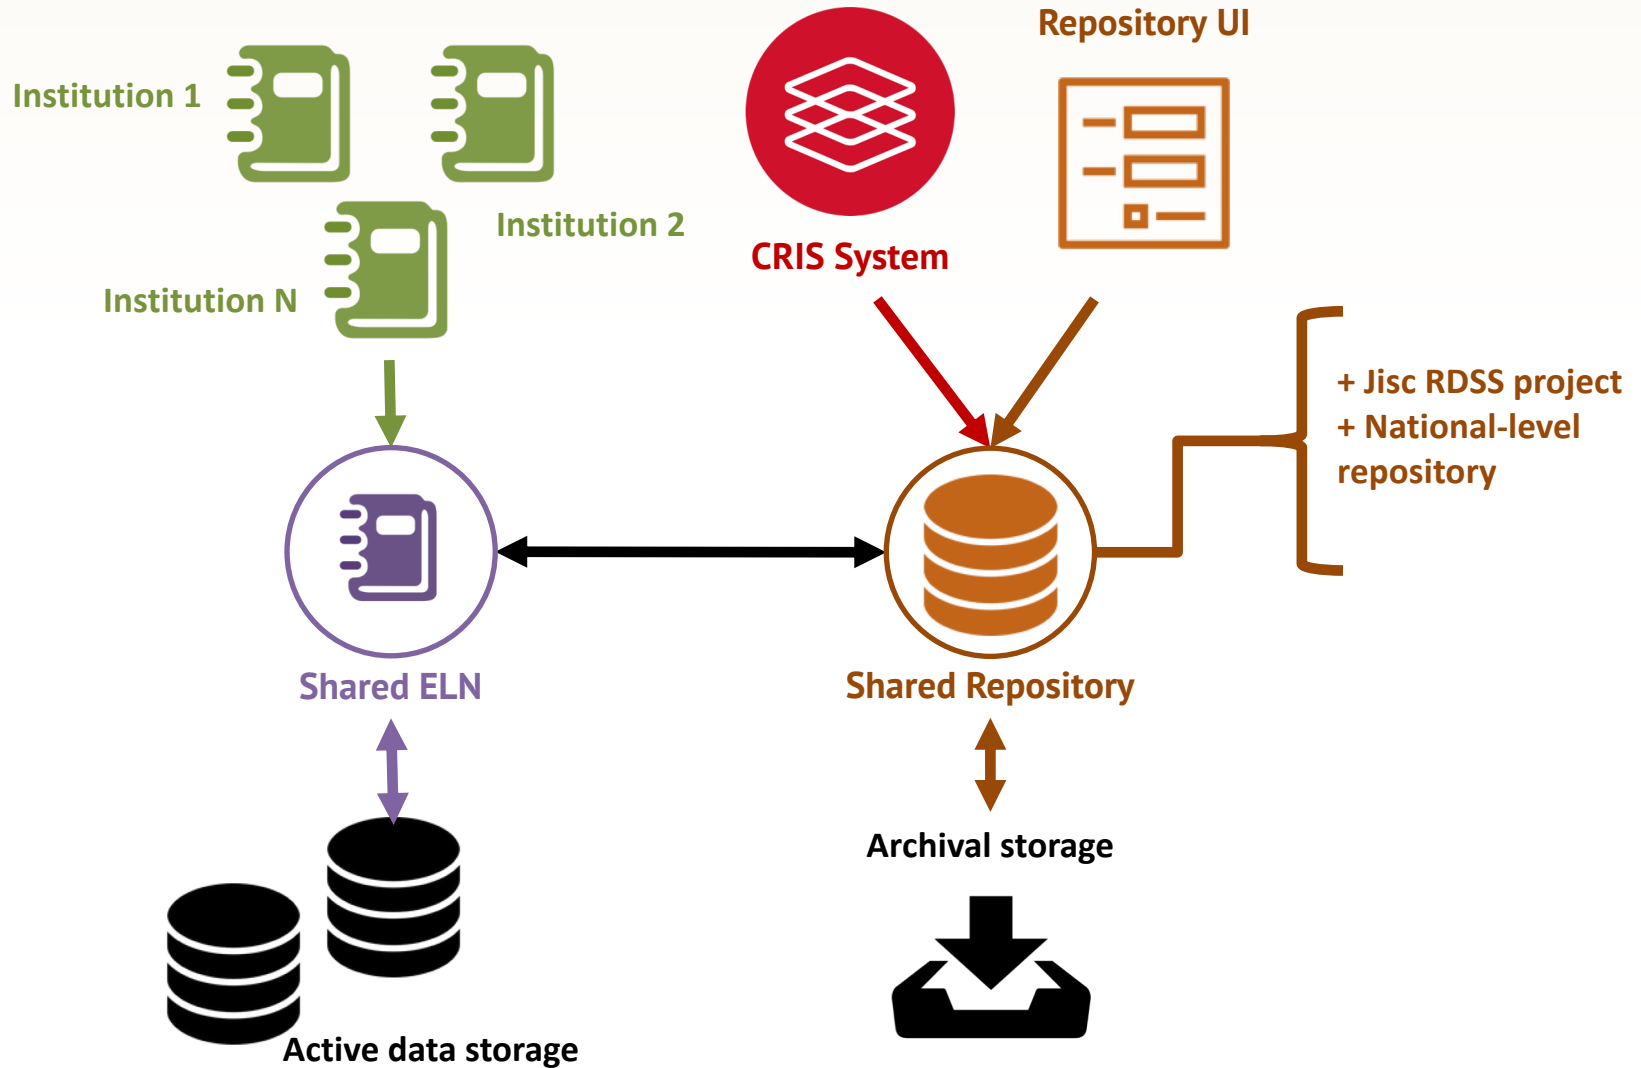 Repository UI
Institution 1
Institution 2
CRIS System
Institution N
+ Jisc RDSS project
+ National-level
repository
Shared ELN
Shared Repository
Archival storage
Active data storage